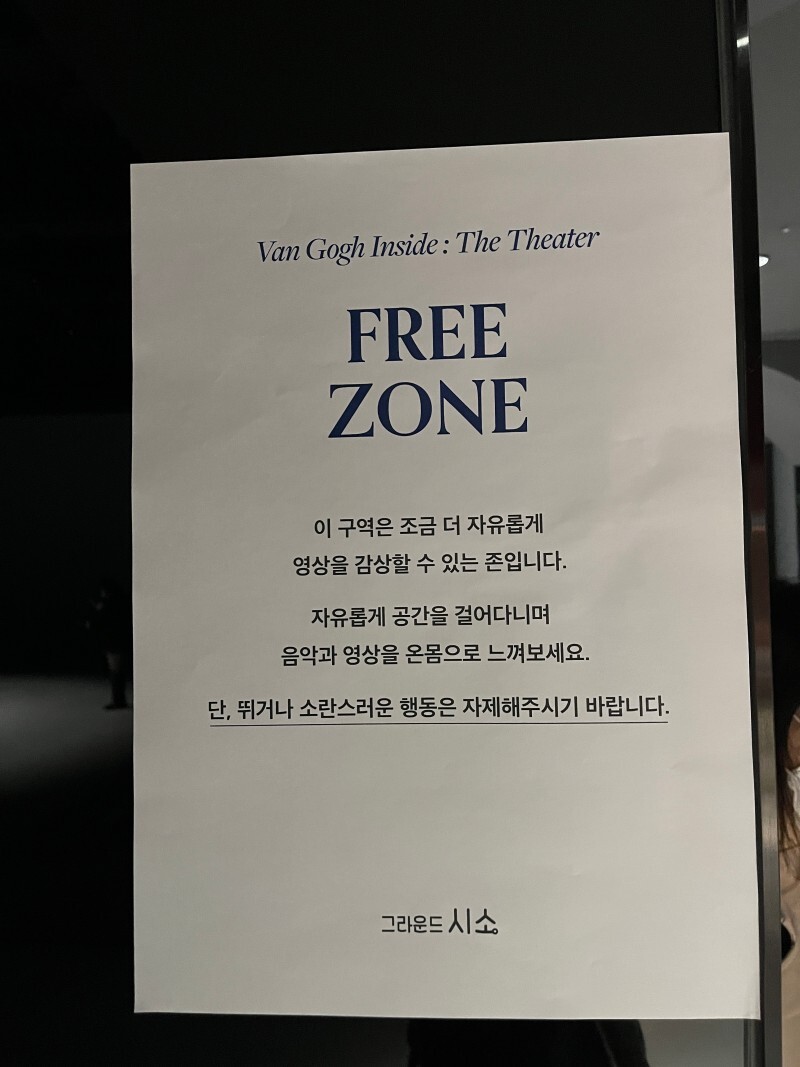 Van Gogh Inside : The Theater
FREE
ZONE
이 구역은 조금 더 자유롭게
영상을 감상할 수 있는 존입니다.
자유롭게 공간을 걸어다니며
음악과 영상을 온몸으로 느껴보세요.
단, 뛰거나 소란스러운 행동은 자제해주시기 바랍니다.
그라운드시소